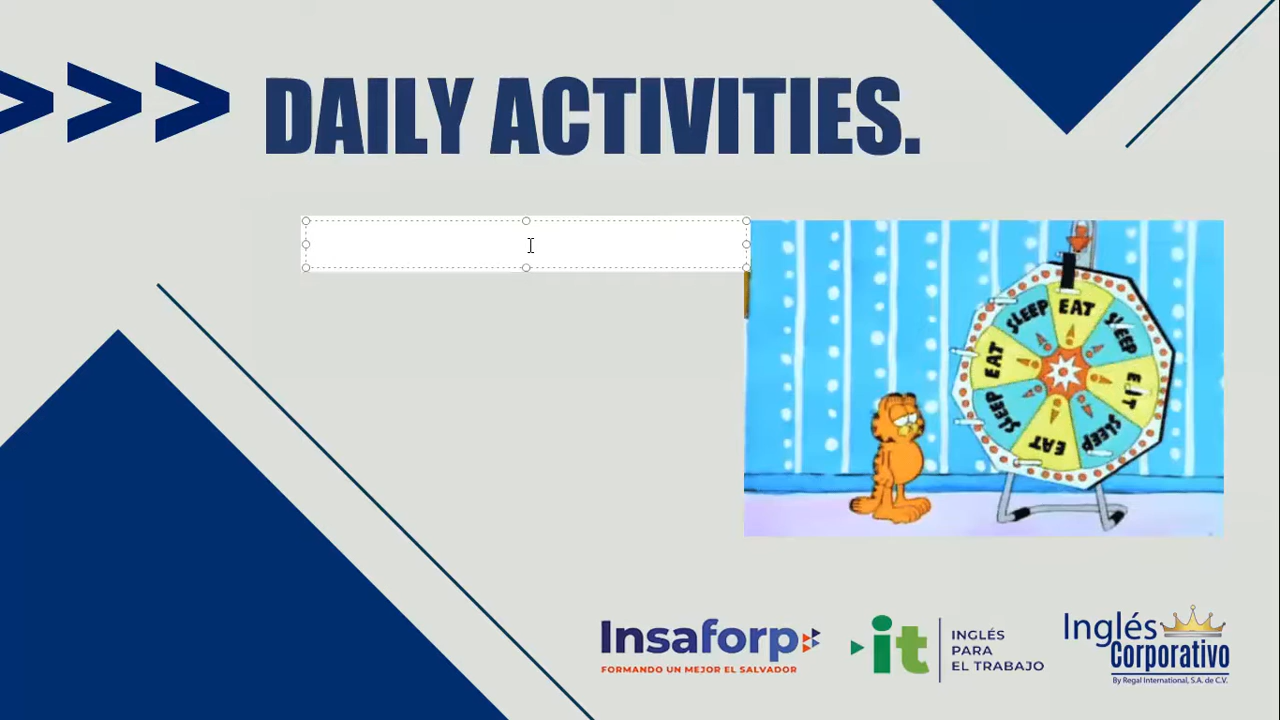 >>> DAILY ACTIVITIES.
EAT
SLEEP
EAT
SLEEP
EAT
SLEEP
EAT
SLEEP
Insaforp
FORMANDO UN MEJOR EL SALVADOR
it
INGLÉS
PARA
EL TRABAJO
Inglés
Corporativo
By Regal International, S.A. de C.V.